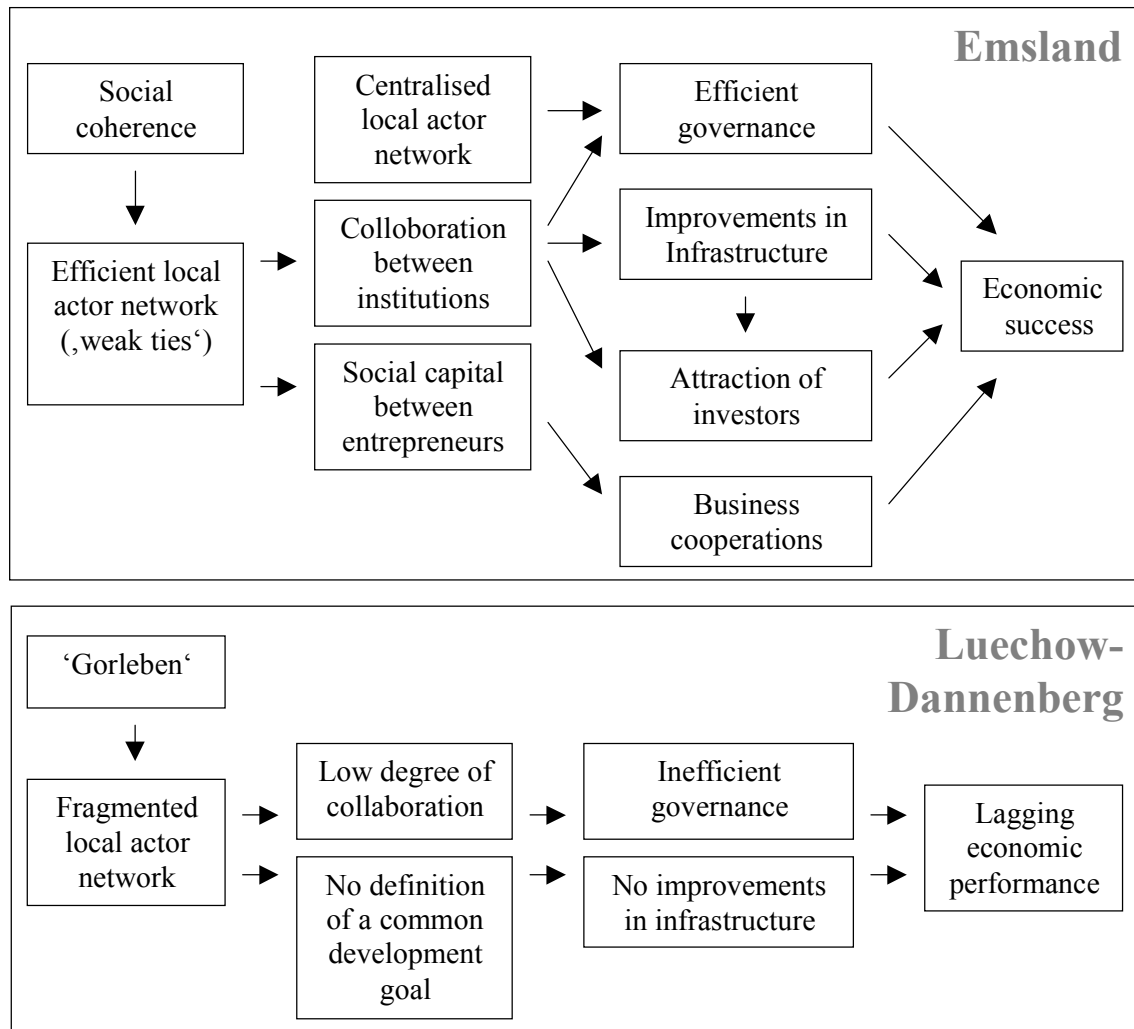 Emsland
Social
coherence
Centralised
local actor
network
Efficient
governance
Efficient local
actor network
(‚weak ties‘)
Colloboration
between
institutions
Improvements in
Infrastructure
Economic
success
Social capital
between
entrepreneurs
Attraction of
investors
Business
cooperations
Luechow-
Dannenberg
‘Gorleben‘
Fragmented
local actor
network
Low degree of
collaboration
Inefficient
governance
No definition
of a common
development
goal
No improvements
in infrastructure
Lagging
economic
performance